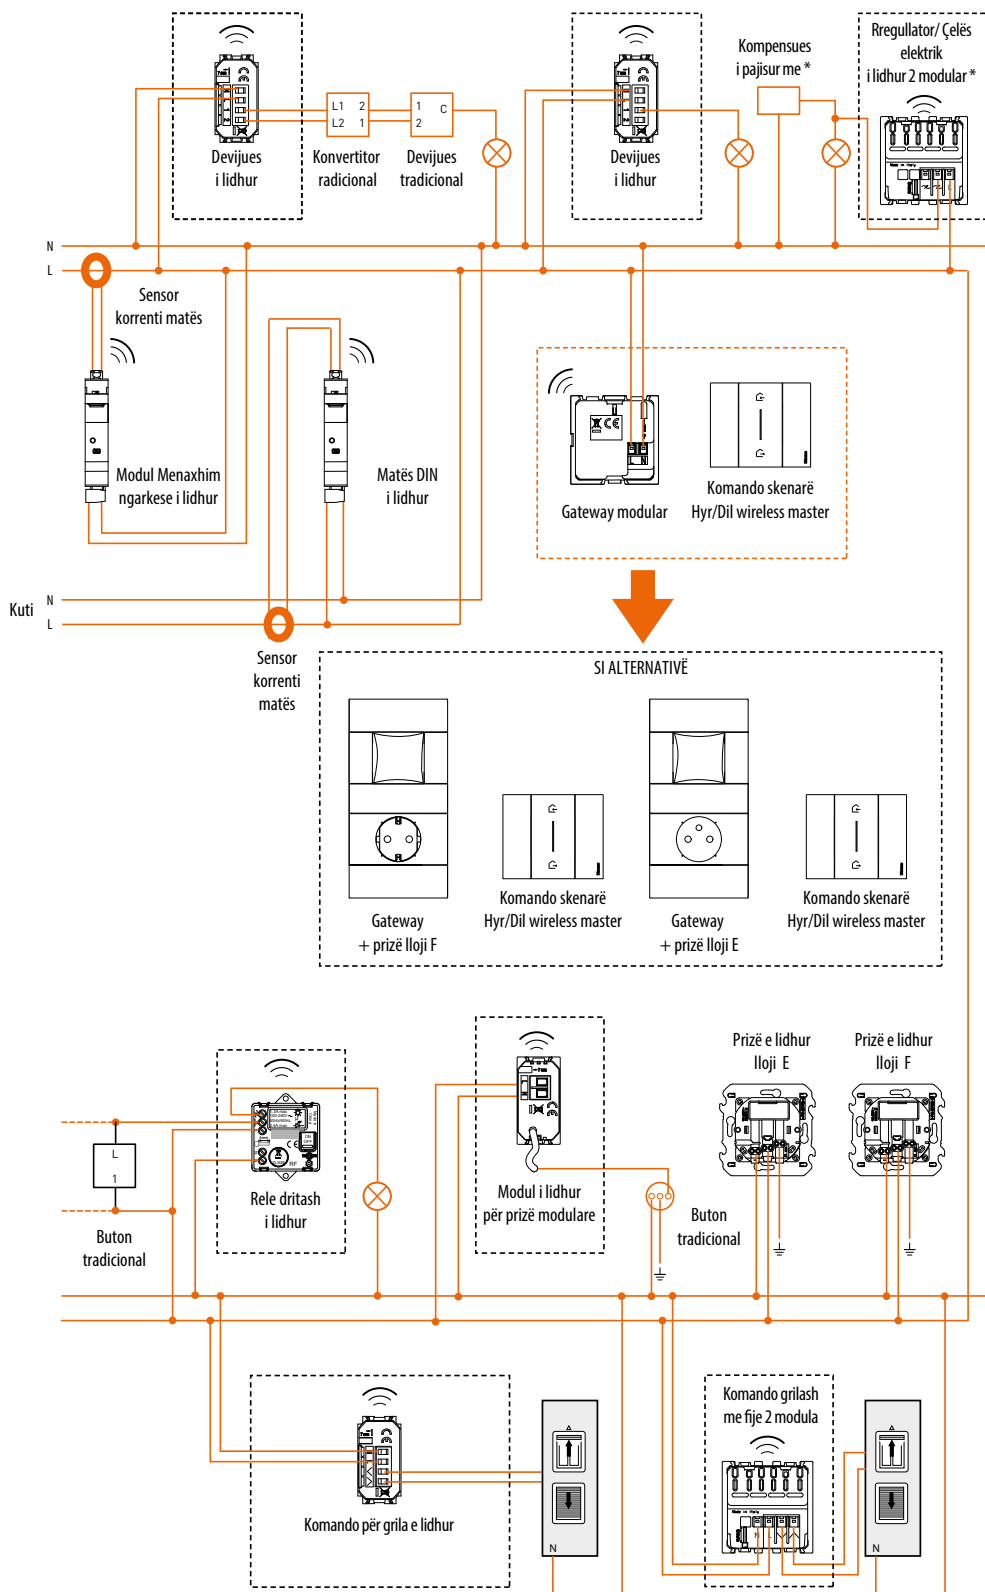 Kompensues
i pajisur me *
Rregullator/ Çelës
elektrik
i lidhur 2 modular *
L1 2
L2 1
1 C
2
Devijues
i lidhur
Konvertitor
radicional
Devijues
tradicional
Devijues
i lidhur
N
L
Sensor
korrenti matës
Modul Menaxhim
ngarkese i lidhur
Matës DIN
i lidhur
L N
Gateway modular
Komando skenarë
Hyr/Dil wireless master
Kuti
N
L
Sensor
korrenti
matës
SI ALTERNATIVË
Gateway
+ prizë lloji F
Komando skenarë
Hyr/Dil wireless master
Gateway
+ prizë lloji E
Komando skenarë
Hyr/Dil wireless master
Prizë e lidhur
lloji E
Prizë e lidhur
lloji F
L
1
Buton
tradicional
Rele dritash
i lidhur
Modul i lidhur
për prizë modulare
Buton
tradicional
Komando për grila e lidhur
N
Komando grilash
me fije 2 modula
N